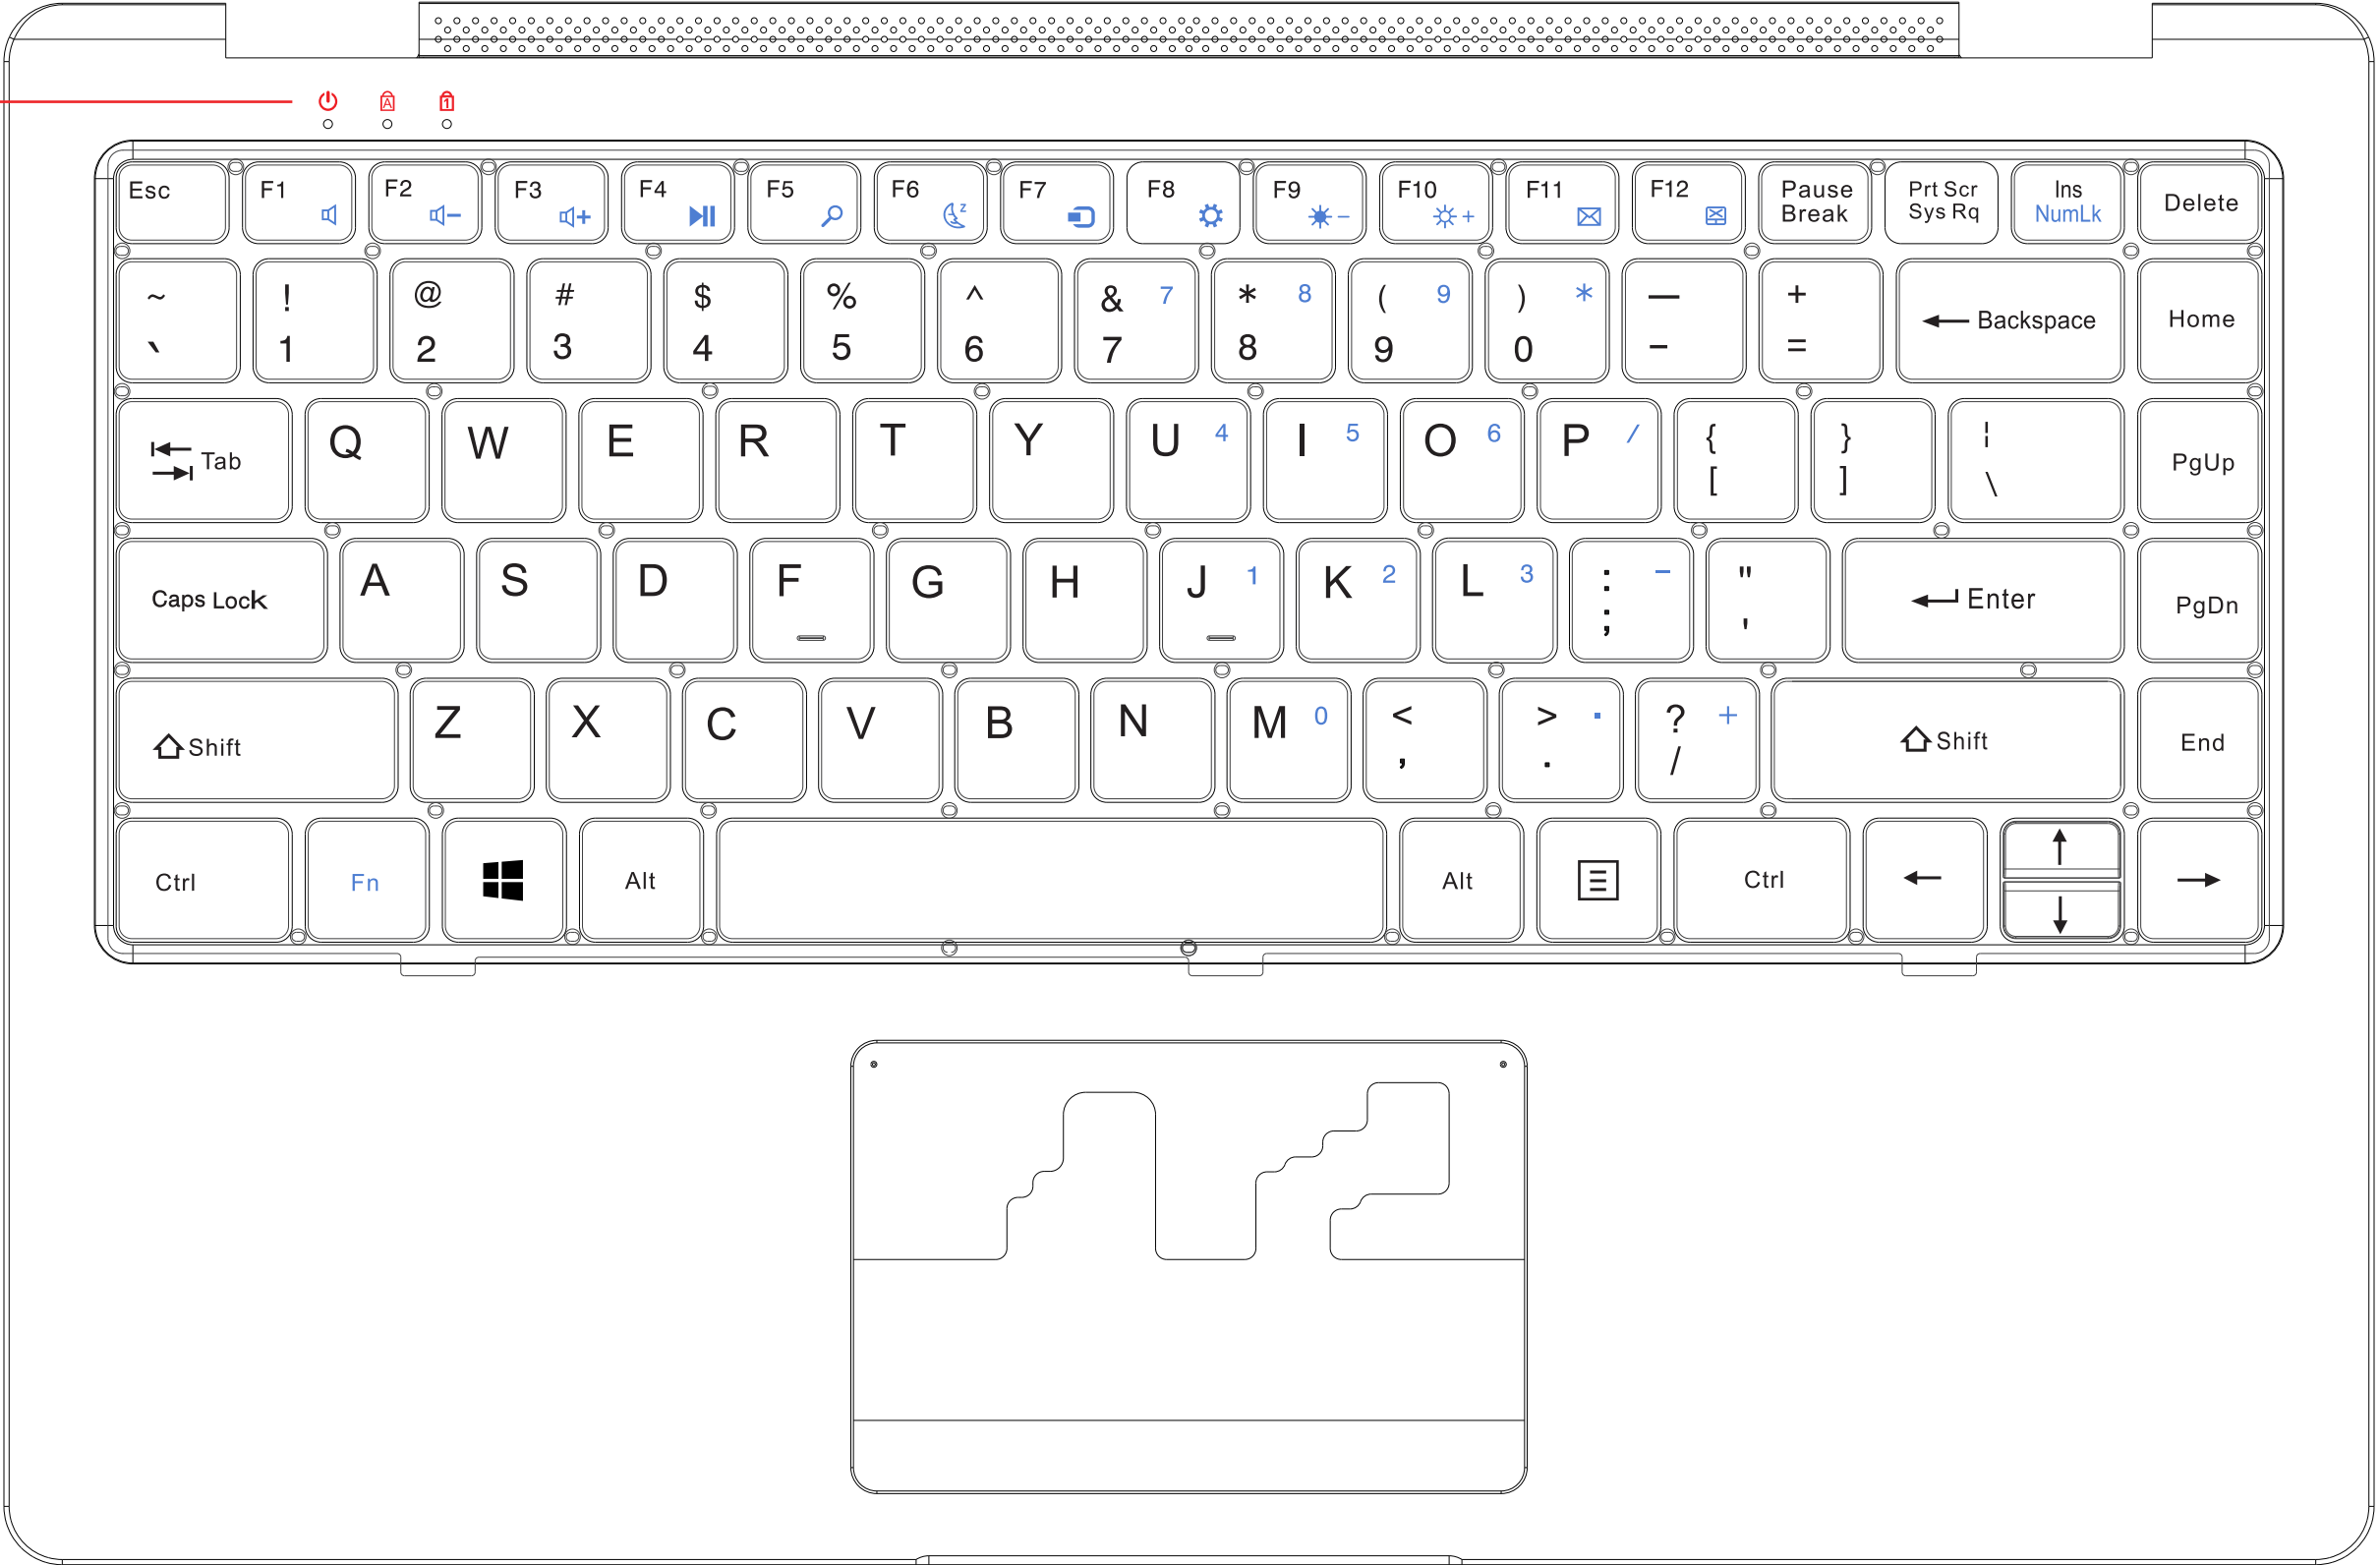 A 1
Esc F1 F2 F3 F4 F5 F6 z F7 F8 F9 F10 F11 F12 Pause Prt Scr Ins Delete
Break Sys Rq NumLk
~ ! @ # $ % ^ & 7 * 8 ( 9 ) * — + ← Backspace Home
` 1 2 3 4 5 6 7 8 9 0 - =
Tab Q W E R T Y U 4 I 5 O 6 P / { } ¦ PgUp
[ ] \
Caps Lock A S D F G H J 1 K 2 L 3 : - " Enter PgDn
; '
Shift Z X C V B N M 0 < > . ? + Shift End
, . /
Ctrl Fn Alt Alt Ctrl ← ↑ →
↓